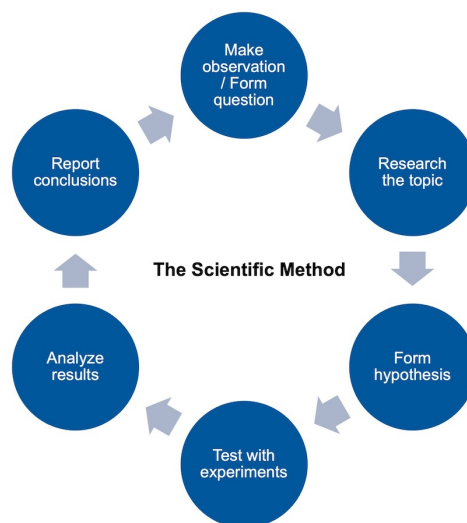 Make
observation
/ Form
question
Research
the topic
Form
hypothesis
Test with
experiments
Analyze
results
Report
conclusions
The Scientific Method